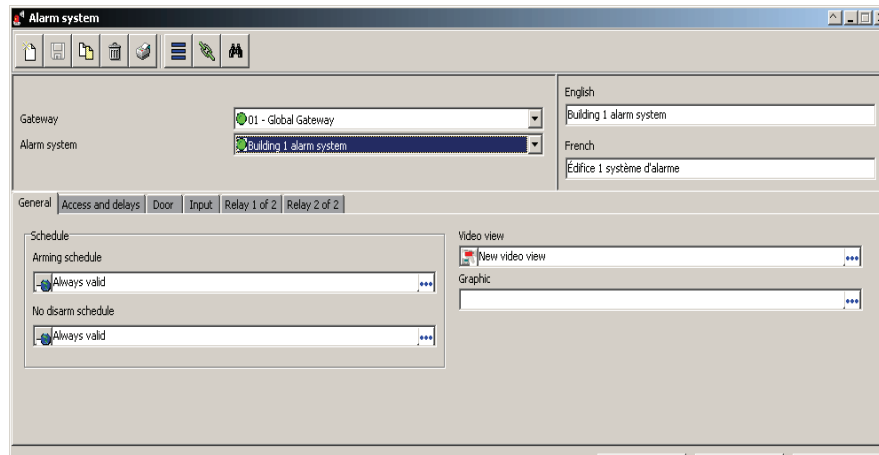 Alarm system
English
Gateway
01 - Global Gateway
Building 1 alarm system
Alarm system
Building 1 alarm system
French
Édifice 1 système d'alarme
General
Access and delays
Door
Input
Relay 1 of 2
Relay 2 of 2
Schedule
Video view
Arming schedule
New video view
Always valid
Graphic
No disarm schedule
Always valid